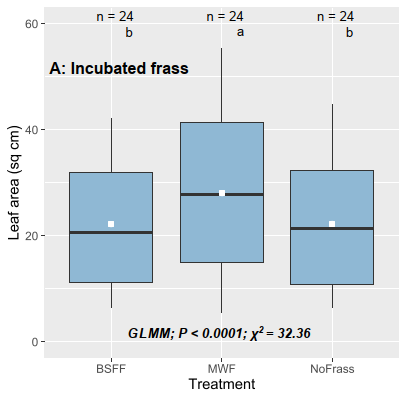 60
n = 24 n = 24 n = 24
b a b
A: Incubated frass
40
20
0
Leaf area (sq cm)
GLMM; P < 0.0001; χ² = 32.36
BSFF MWF NoFrass
Treatment